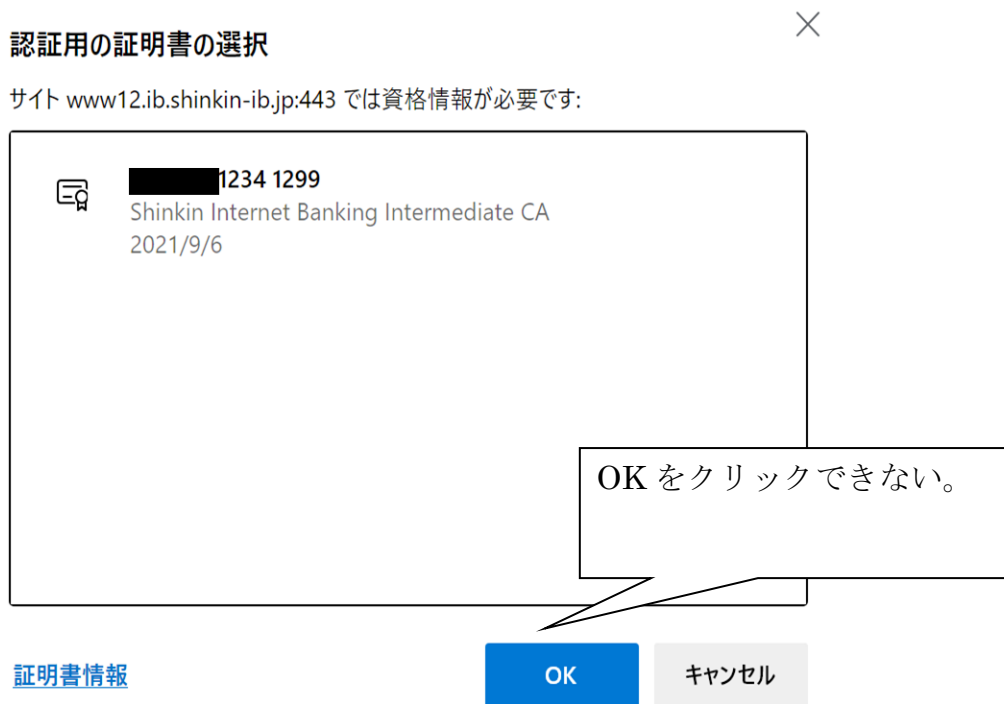 認証用の証明書の選択
サイト www12.ib.shinkin-ib.jp:443 では資格情報が必要です:
1234 1299
Shinkin Internet Banking Intermediate CA
2021/9/6
OK をクリックできない。
証明書情報
OK
キャンセル